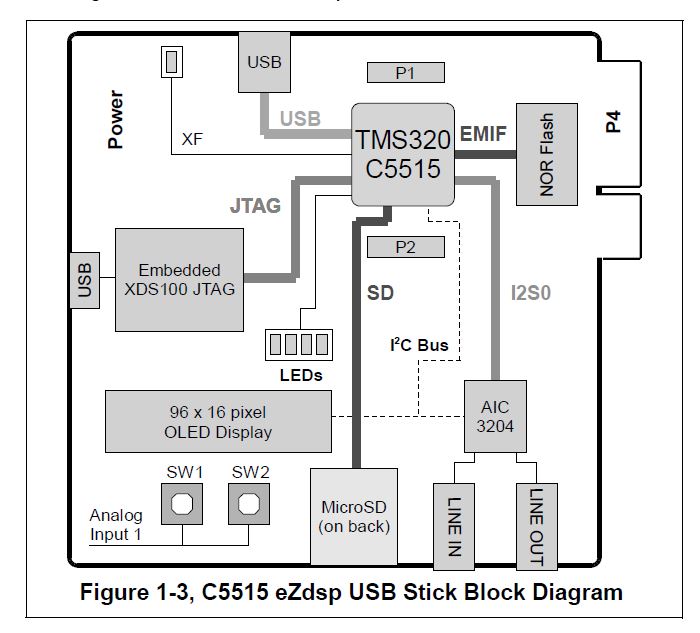 USB
P1
Power
USB
XF
TMS320
C5515
EMIF
NOR Flash
P4
JTAG
P2
USB
Embedded
XDS100 JTAG
SD
I2S0
I²C Bus
LEDs
96 x 16 pixel
OLED Display
AIC
3204
SW1
SW2
Analog
Input 1
MicroSD
(on back)
LINE IN
LINE OUT
Figure 1-3, C5515 eZdsp USB Stick Block Diagram